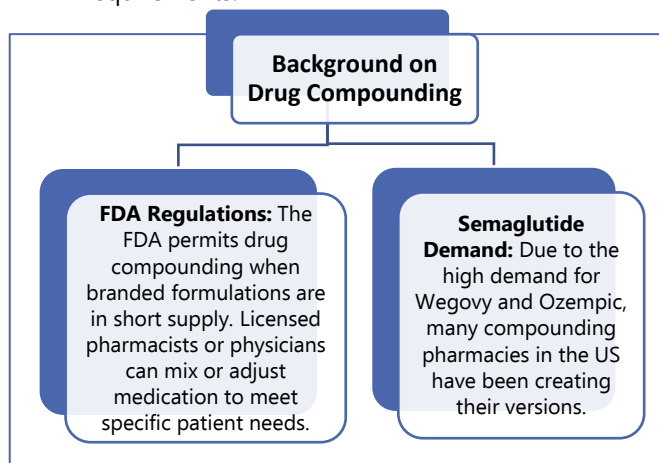 Background on
Drug Compounding
FDA Regulations: The
FDA permits drug
compounding when
branded formulations are
in short supply. Licensed
pharmacists or physicians
can mix or adjust
medication to meet
specific patient needs.
Semaglutide
Demand: Due to the
high demand for
Wegovy and Ozempic,
many compounding
pharmacies in the US
have been creating
their versions.